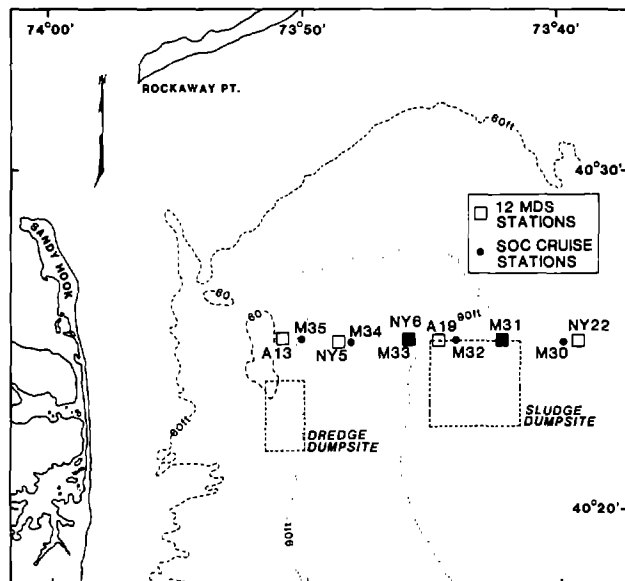 74°00'
73°50'
73°40'
N
ROCKAWAY PT.
60ft
40°30'
12 MDS
STATIONS
SOC CRUISE
STATIONS
SANDY HOOK
60
60
M35
M34
NY6
A19
90ft
M31
NY22
A13
NY5
M33
M32
M30
DREDGE
DUMPSITE
SLUDGE
DUMPSITE
60ft
90ft
40°20'